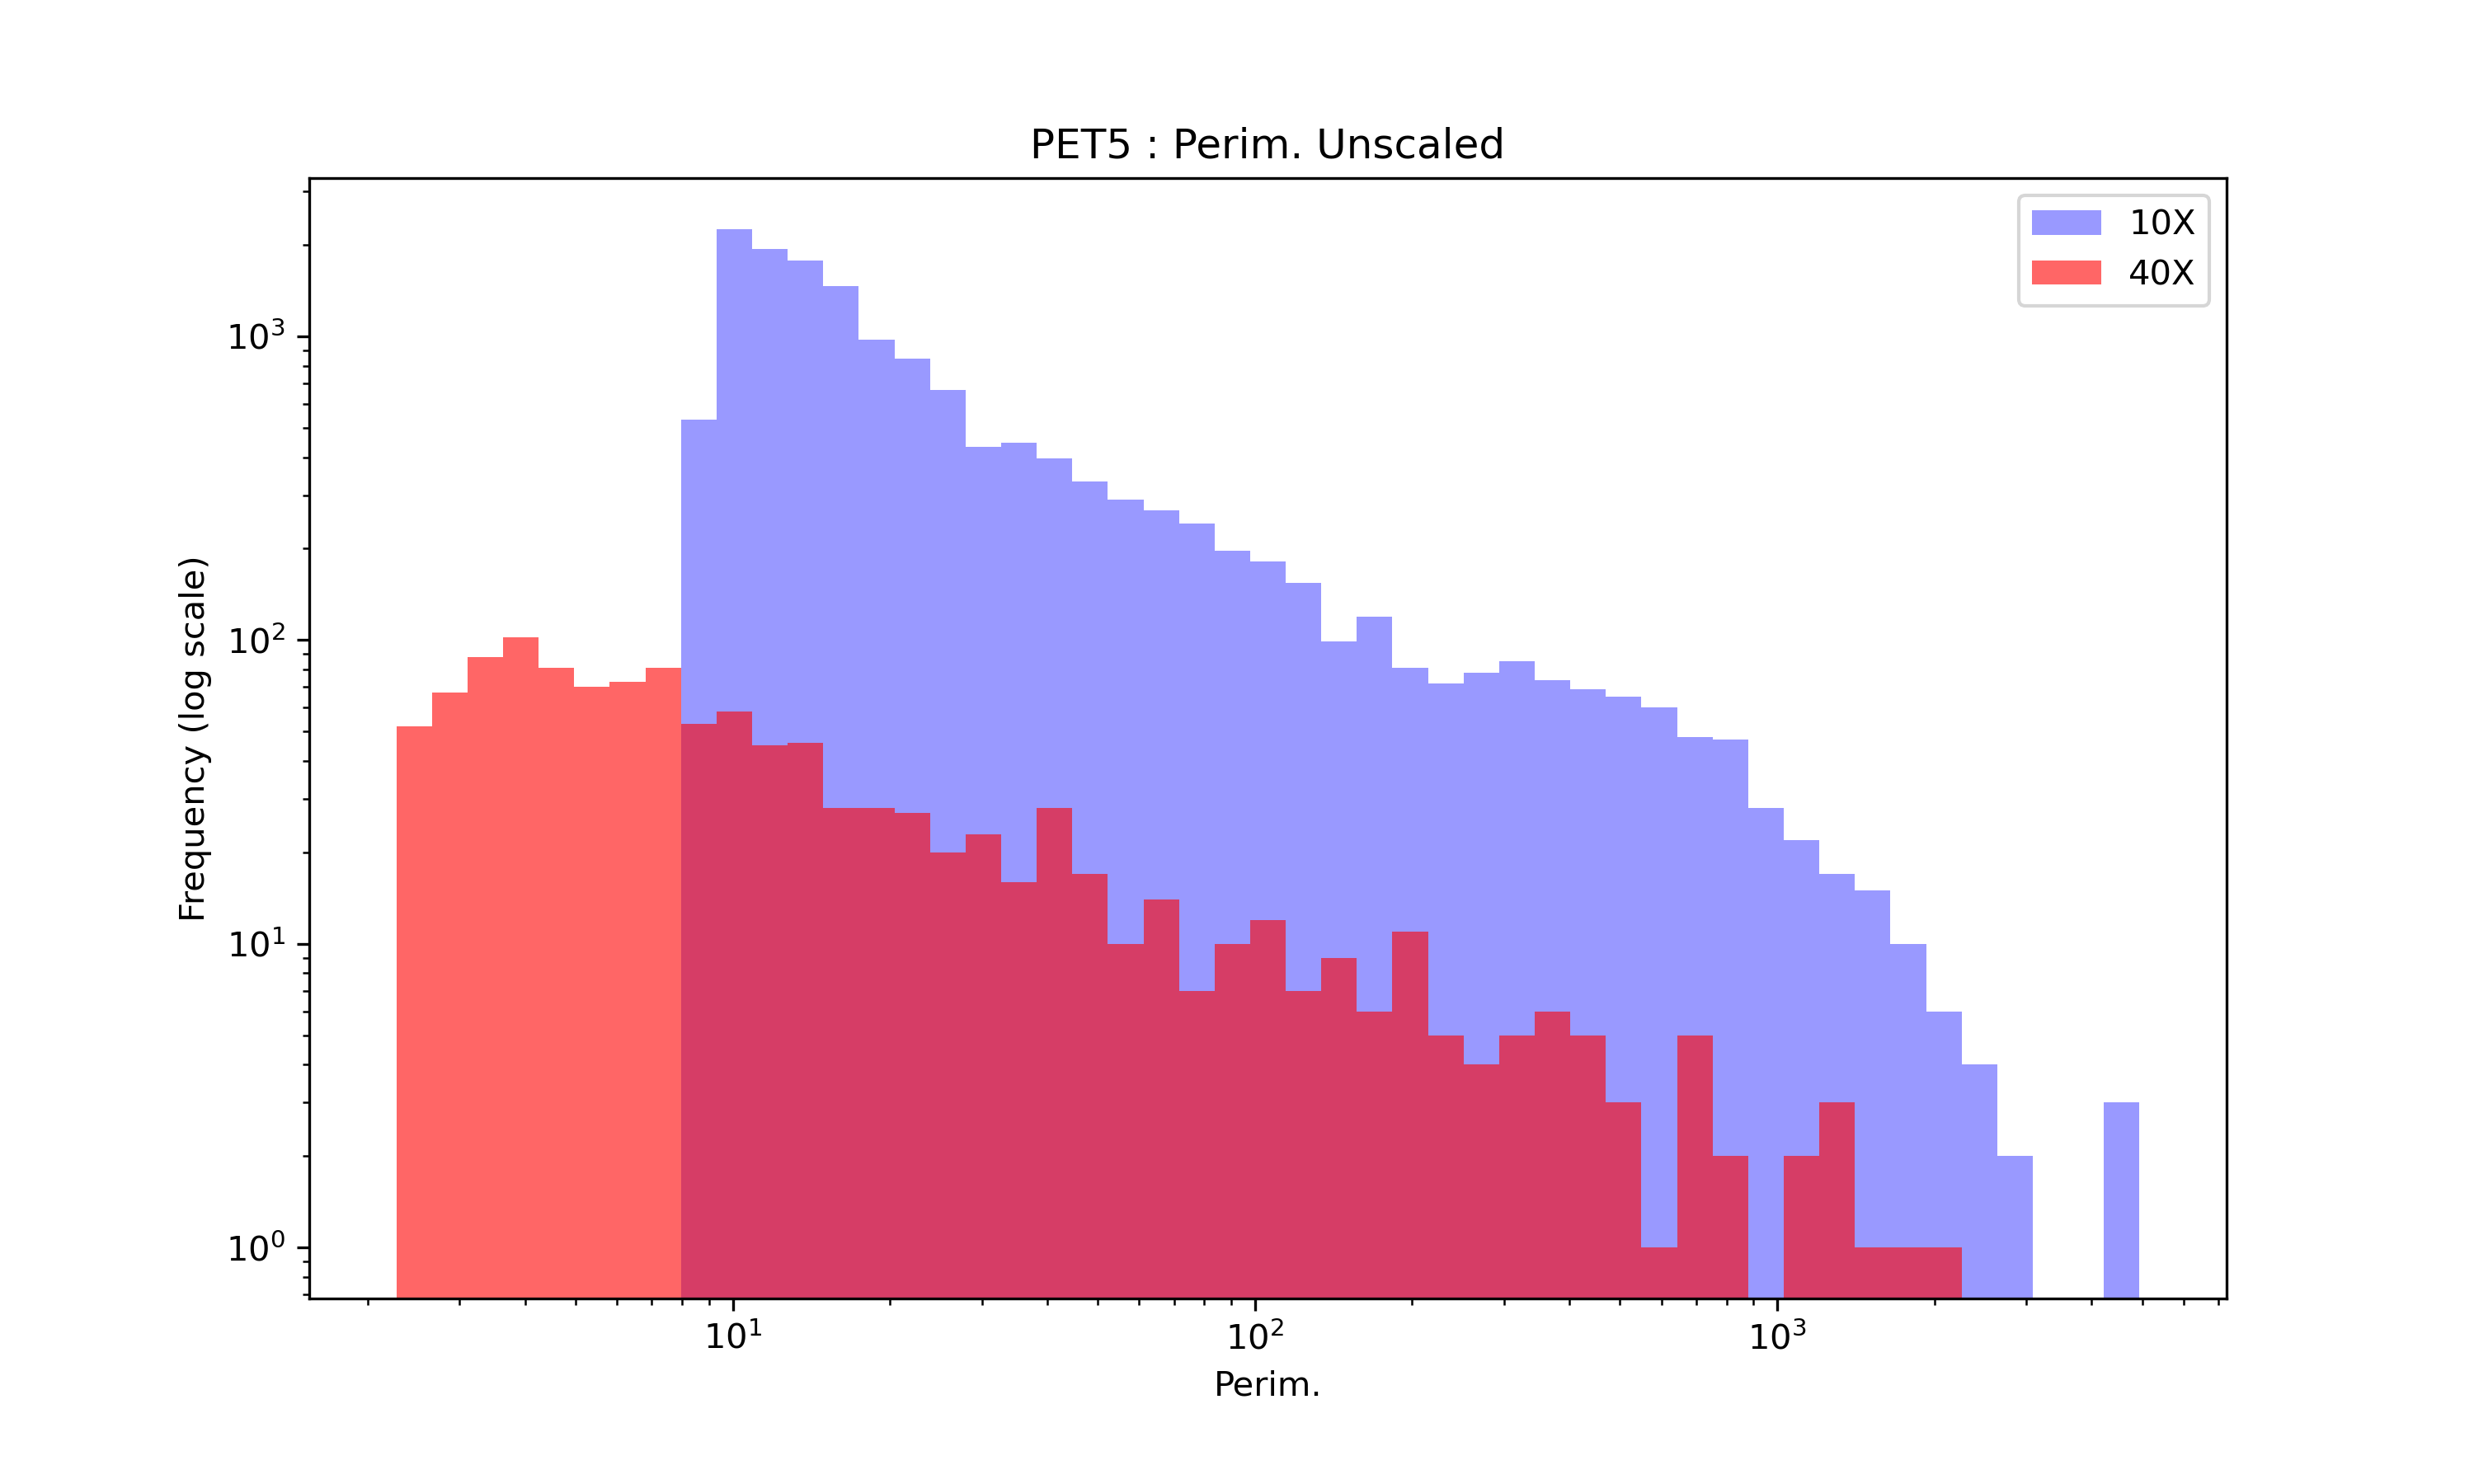 PET5 : Perim. Unscaled
10X
40X
Frequency (log scale)
10³
10²
10¹
10⁰
10¹ 10² 10³
Perim.